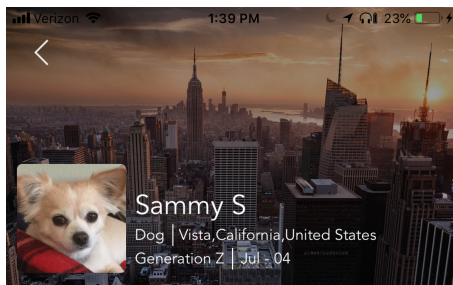 Verizon 1:39 PM 23%
Sammy S
Dog | Vista,California,United States
Generation Z | Jul - 04